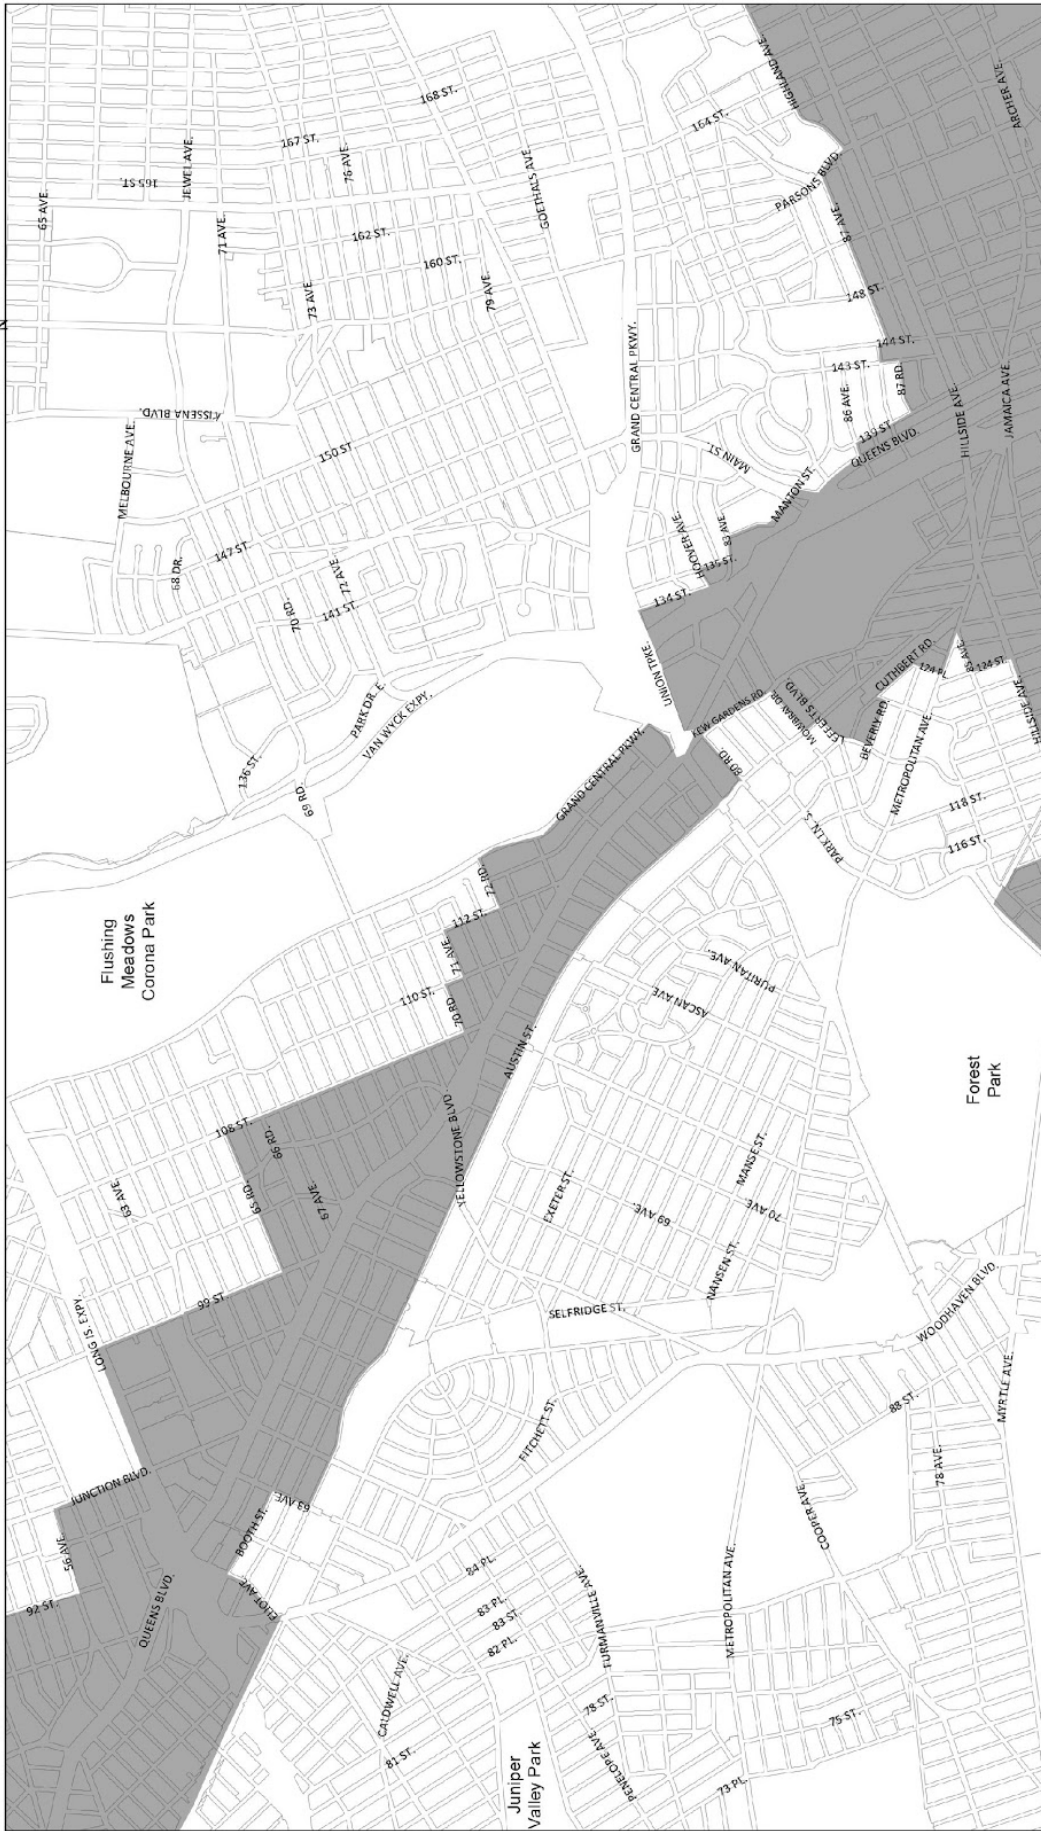 65 AVE.
165 ST.
JEWEL AVE.
167 ST.
76 AVE.
168 ST.
164 ST.
HIGHLAND AVE.
ARCHER AVE.
71 AVE.
162 ST.
GOETHALS AVE.
PARSONS BLVD.
87 AVE.
73 AVE.
160 ST.
79 AVE.
148 ST.
144 ST.
143 ST.
87 RD.
GRAND CENTRAL PKWY.
86 AVE.
139 ST.
QUEENS BLVD.
HILLSIDE AVE.
JAMAICA AVE.
KISSENA BLVD.
MELBOURNE AVE.
150 ST
MAIN ST.
MANTON ST.
68 DR.
147 ST.
72 AVE.
70 RD.
141 ST.
HOOVER AVE.
83 AVE.
135 ST.
134 ST.
UNION TPKE.
PARK DR. E.
VAN WYCK EXPY.
136 ST.
69 RD.
GRAND CENTRAL PKWY.
KEW GARDENS RD.
80 RD.
MOWBRAY DR.
LEFFERTS BLVD.
CUTHBERT RD.
BEVERLY RD.
124 PL.
85 AVE.
124 ST.
HILLSIDE AVE.
METROPOLITAN AVE.
118 ST.
116 ST.
PARK LN. S.
Flushing
Meadows
Corona Park
72 RD.
112 ST.
71 AVE.
110 ST.
70 RD.
PURITAN AVE.
ASCAN AVE.
AUSTIN ST.
YELLOWSTONE BLVD.
Forest
Park
108 ST.
66 RD.
63 AVE.
65 RD.
67 AVE.
EXETER ST.
69 AVE.
MANSE ST.
70 AVE.
NANSEN ST.
SELFRIDGE ST.
WOODHAVEN BLVD.
99 ST.
LONG IS. EXPY.
MYRTLE AVE.
88 ST.
FITCHETT ST.
78 AVE.
COOPER AVE.
JUNCTION BLVD.
63 AVE.
BOOTH ST.
56 AVE.
92 ST.
ELIOT AVE.
QUEENS BLVD.
84 PL.
83 PL.
83 ST.
82 PL.
FURMANVILLE AVE.
METROPOLITAN AVE.
CALDWELL AVE.
81 ST.
78 ST.
PENELOPE AVE.
75 ST.
73 PL.
Juniper
Valley Park